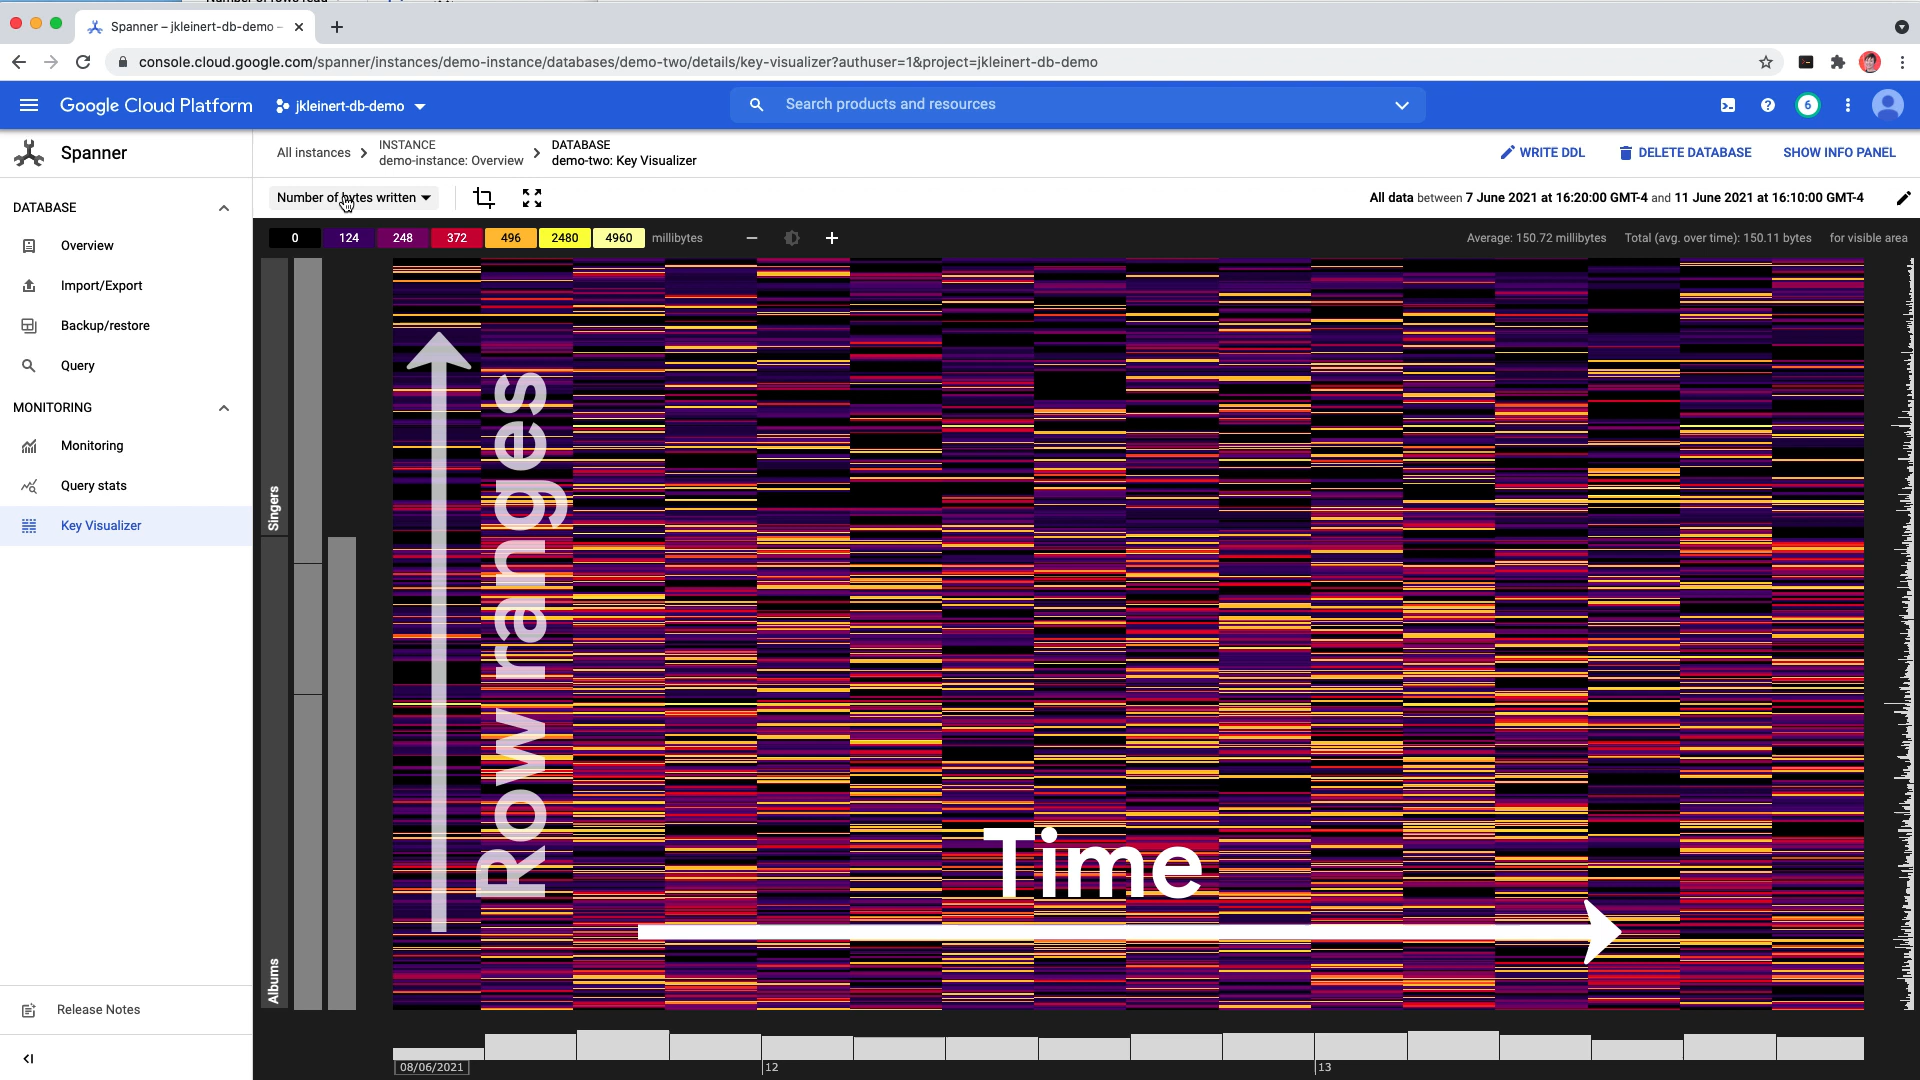 Spanner – jkleinert-db-demo –
console.cloud.google.com/spanner/instances/demo-instance/databases/demo-two/details/key-visualizer?authuser=1&project=jkleinert-db-demo
Google Cloud Platform
jkleinert-db-demo
Search products and resources
6
Spanner
All instances
INSTANCE
demo-instance: Overview
DATABASE
demo-two: Key Visualizer
WRITE DDL
DELETE DATABASE
SHOW INFO PANEL
DATABASE
Overview
Import/Export
Backup/restore
Query
MONITORING
Monitoring
Query stats
Key Visualizer
Release Notes
Number of bytes written
All data between 7 June 2021 at 16:20:00 GMT-4 and 11 June 2021 at 16:10:00 GMT-4
0 124 248 372 496 2480 4960 millibytes
Average: 150.72 millibytes Total (avg. over time): 150.11 bytes for visible area
Singers
Albums
Row ranges
Time
08/06/2021
12
13